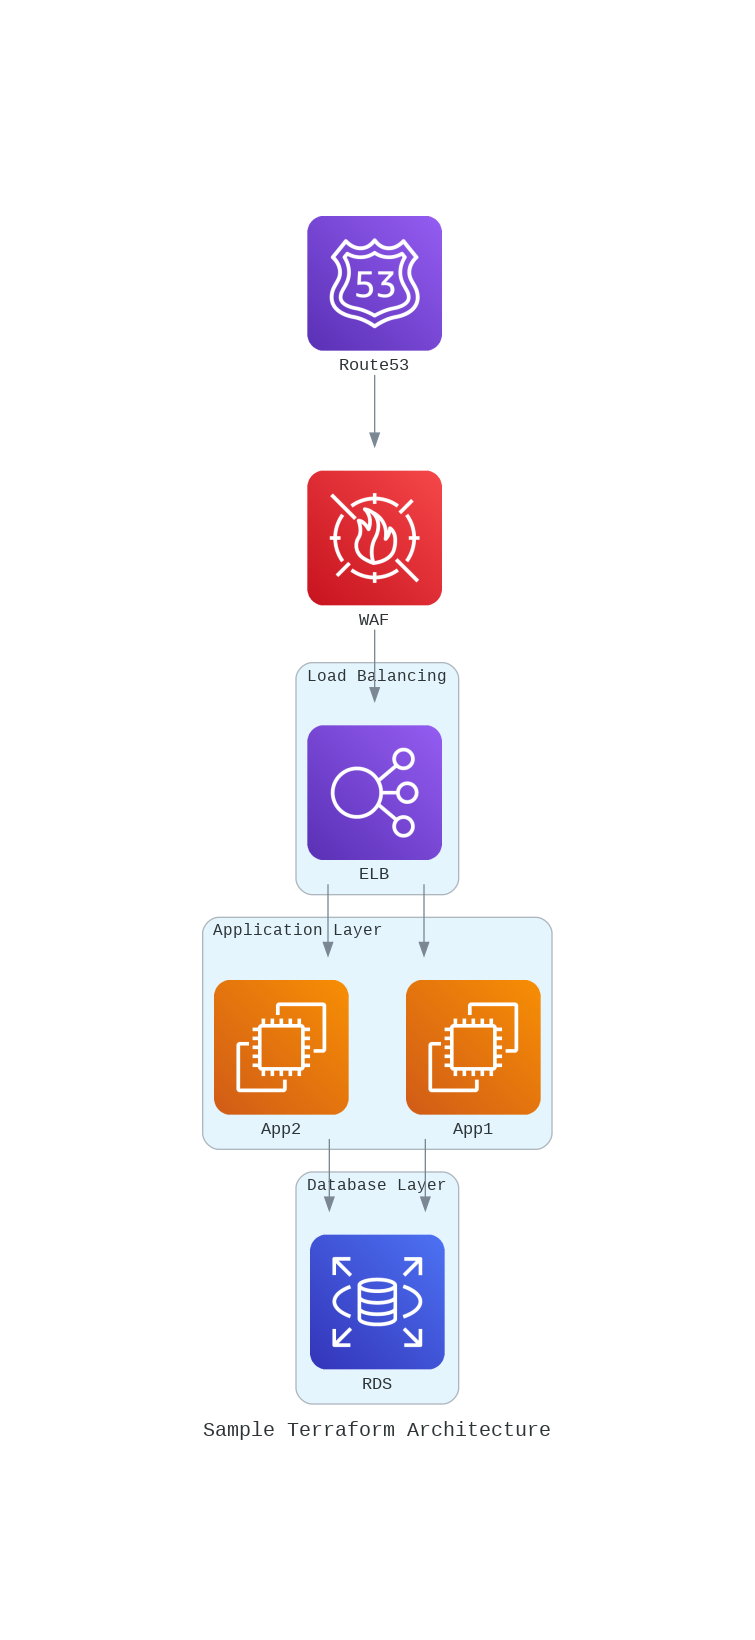 53
Route53
WAF
Load Balancing
ELB
Application Layer
App2
App1
Database Layer
RDS
Sample Terraform Architecture